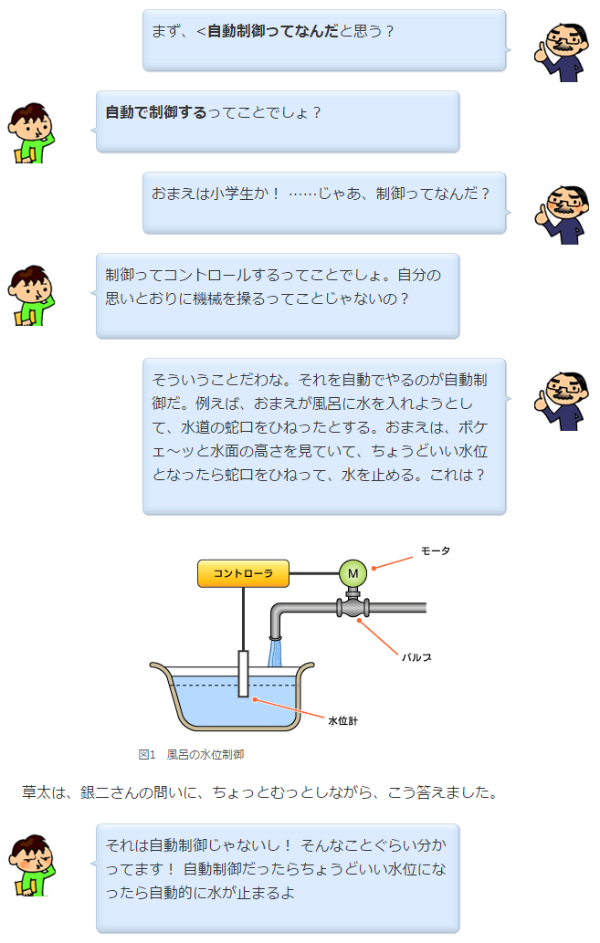 まず、<自動制御ってなんだと思う？
自動で制御するってことでしょ？
おまえは小学生か！ ……じゃあ、制御ってなんだ？
制御ってコントロールするってことでしょ。自分の
思いとおりに機械を操るってことじゃないの？
そういうことだわな。それを自動でやるのが自動制
御だ。例えば、おまえが風呂に水を入れようとし
て、水道の蛇口をひねったとする。おまえは、ボケ
ェ～ッと水面の高さを見ていて、ちょうどいい水位
となったら蛇口をひねって、水を止める。これは？
モータ
コントローラ
M
バルブ
水位計
図1　風呂の水位制御
草太は、銀二さんの問いに、ちょっとむっとしながら、こう答えました。
それは自動制御じゃないし！ そんなことぐらい分か
ってます！ 自動制御だったらちょうどいい水位にな
ったら自動的に水が止まるよ